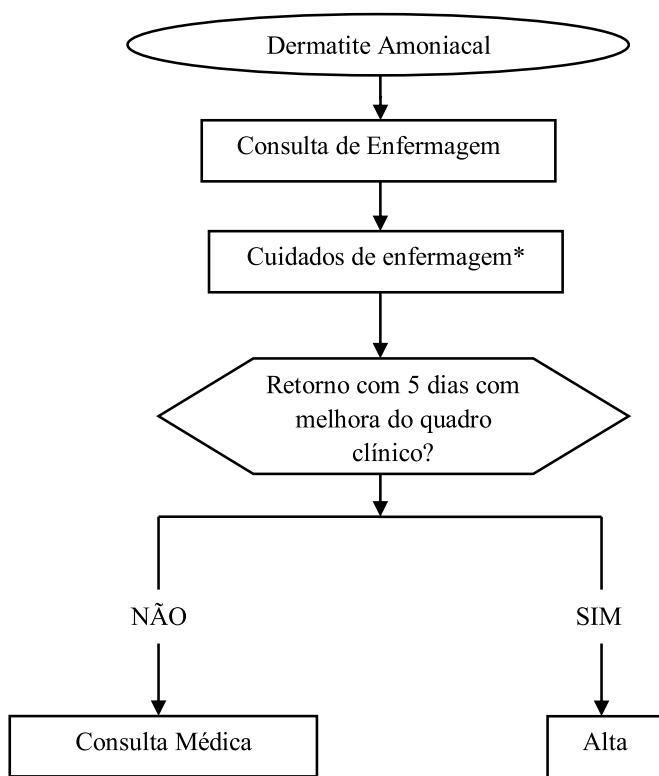 Dermatite Amoniacal
Consulta de Enfermagem
Cuidados de enfermagem*
Retorno com 5 dias com
melhora do quadro
clínico?
NÃO
SIM
Consulta Médica
Alta